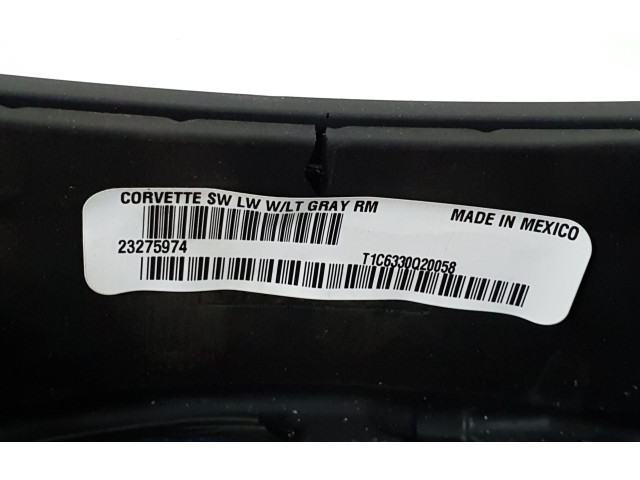 CORVETTE SW LW W/LT GRAY RM
MADE IN MEXICO
23275974
T1C6330Q20058